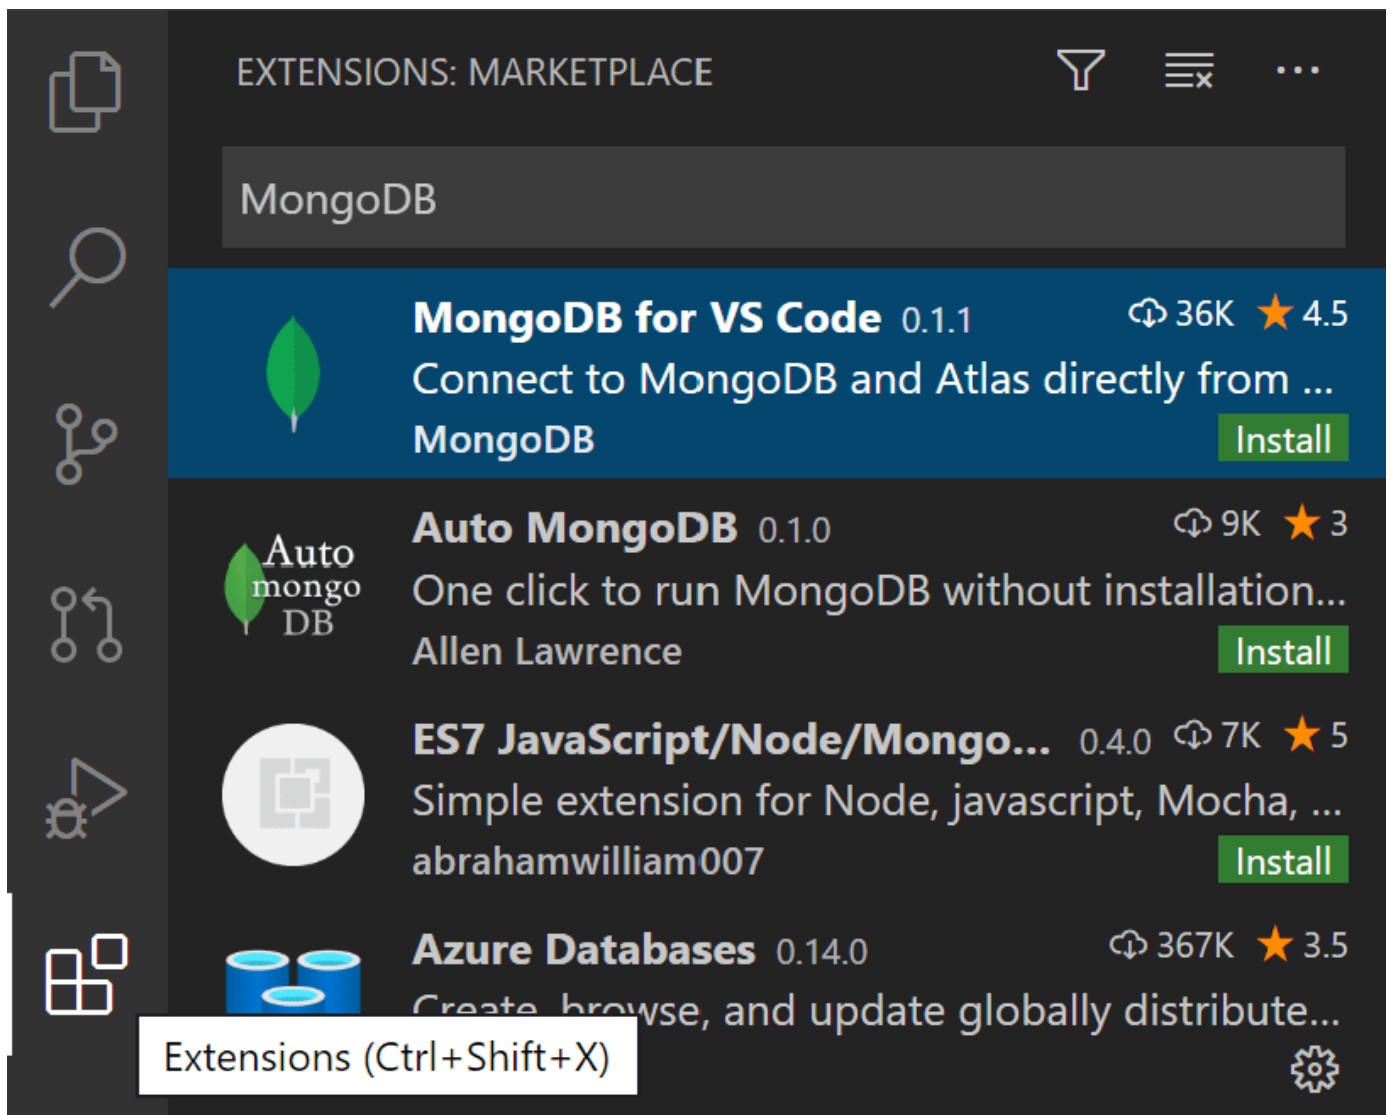 EXTENSIONS: MARKETPLACE
MongoDB
MongoDB for VS Code 0.1.1 36K 4.5
Connect to MongoDB and Atlas directly from ...
MongoDB Install
Auto mongo DB
Auto MongoDB 0.1.0 9K 3
One click to run MongoDB without installation...
Allen Lawrence Install
ES7 JavaScript/Node/Mongo... 0.4.0 7K 5
Simple extension for Node, javascript, Mocha, ...
abrahamwilliam007 Install
Azure Databases 0.14.0 367K 3.5
Create, browse, and update globally distribute...
Extensions (Ctrl+Shift+X)